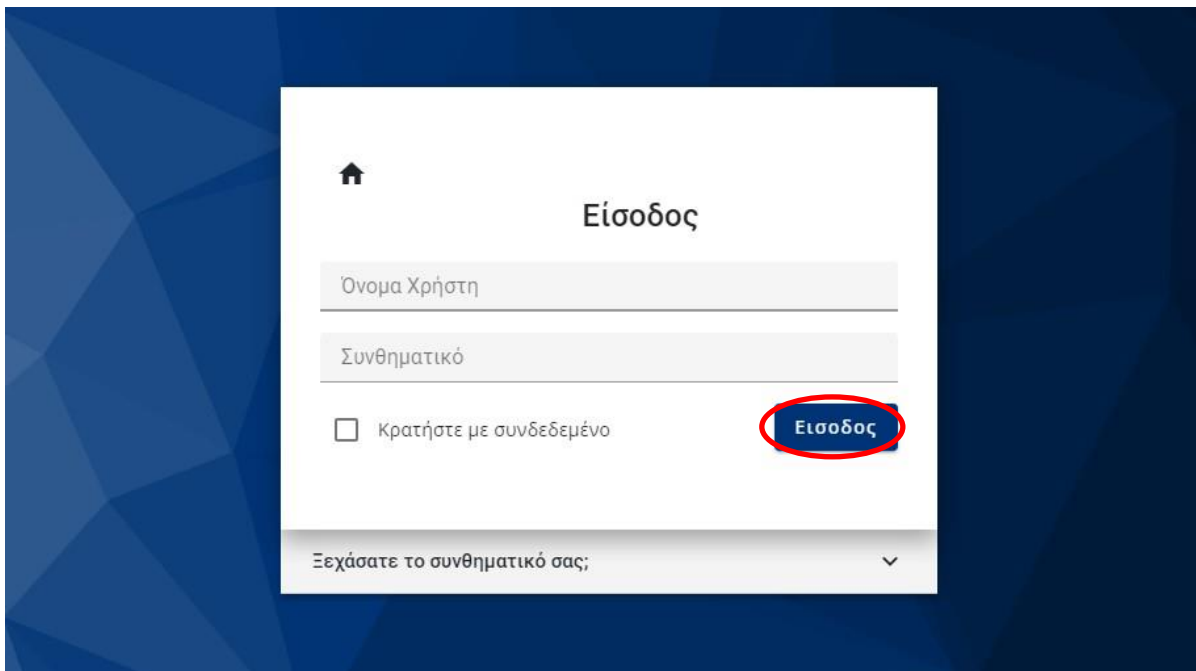 Είσοδος
Όνομα Χρήστη
Συνθηματικό
Κρατήστε με συνδεδεμένο
Εισοδος
Ξεχάσατε το συνθηματικό σας;